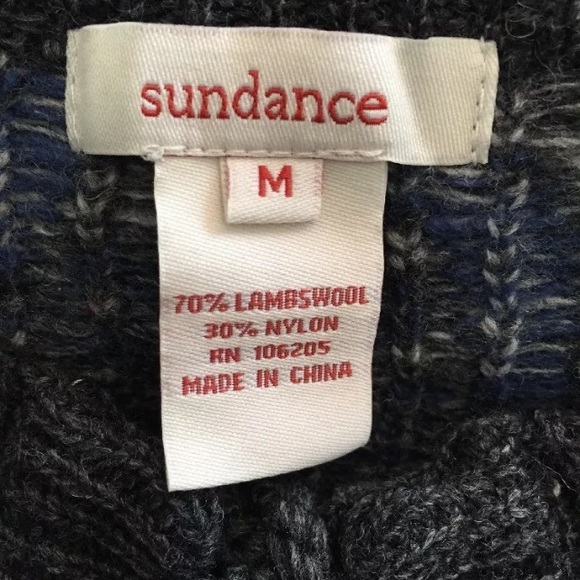 sundance
M
70% LAMBSWOOL
30% NYLON
RN 106205
MADE IN CHINA